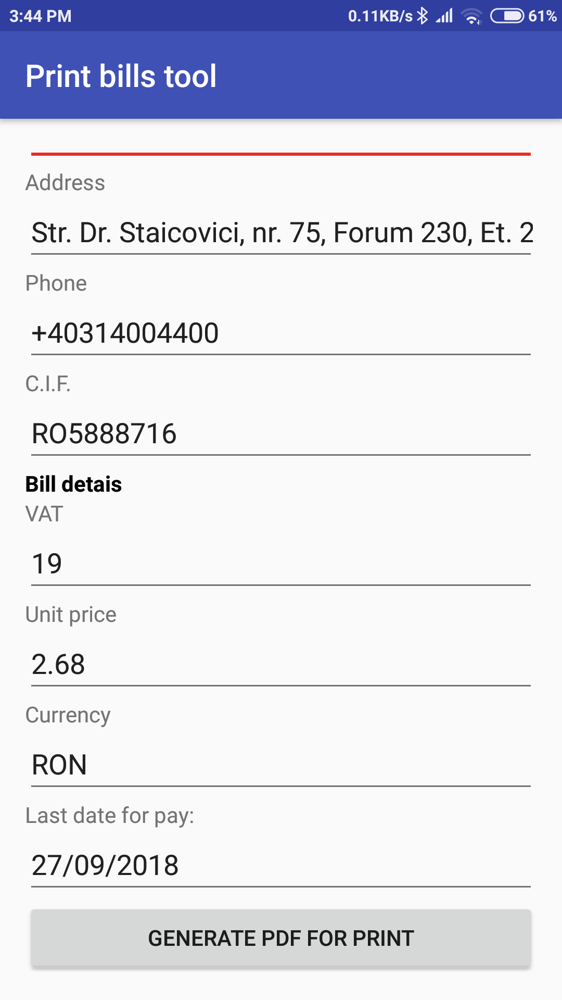 3:44 PM 0.11KB/s 61%
Print bills tool
Address
Str. Dr. Staicovici, nr. 75, Forum 230, Et. 2
Phone
+40314004400
C.I.F.
RO5888716
Bill detais
VAT
19
Unit price
2.68
Currency
RON
Last date for pay:
27/09/2018
GENERATE PDF FOR PRINT